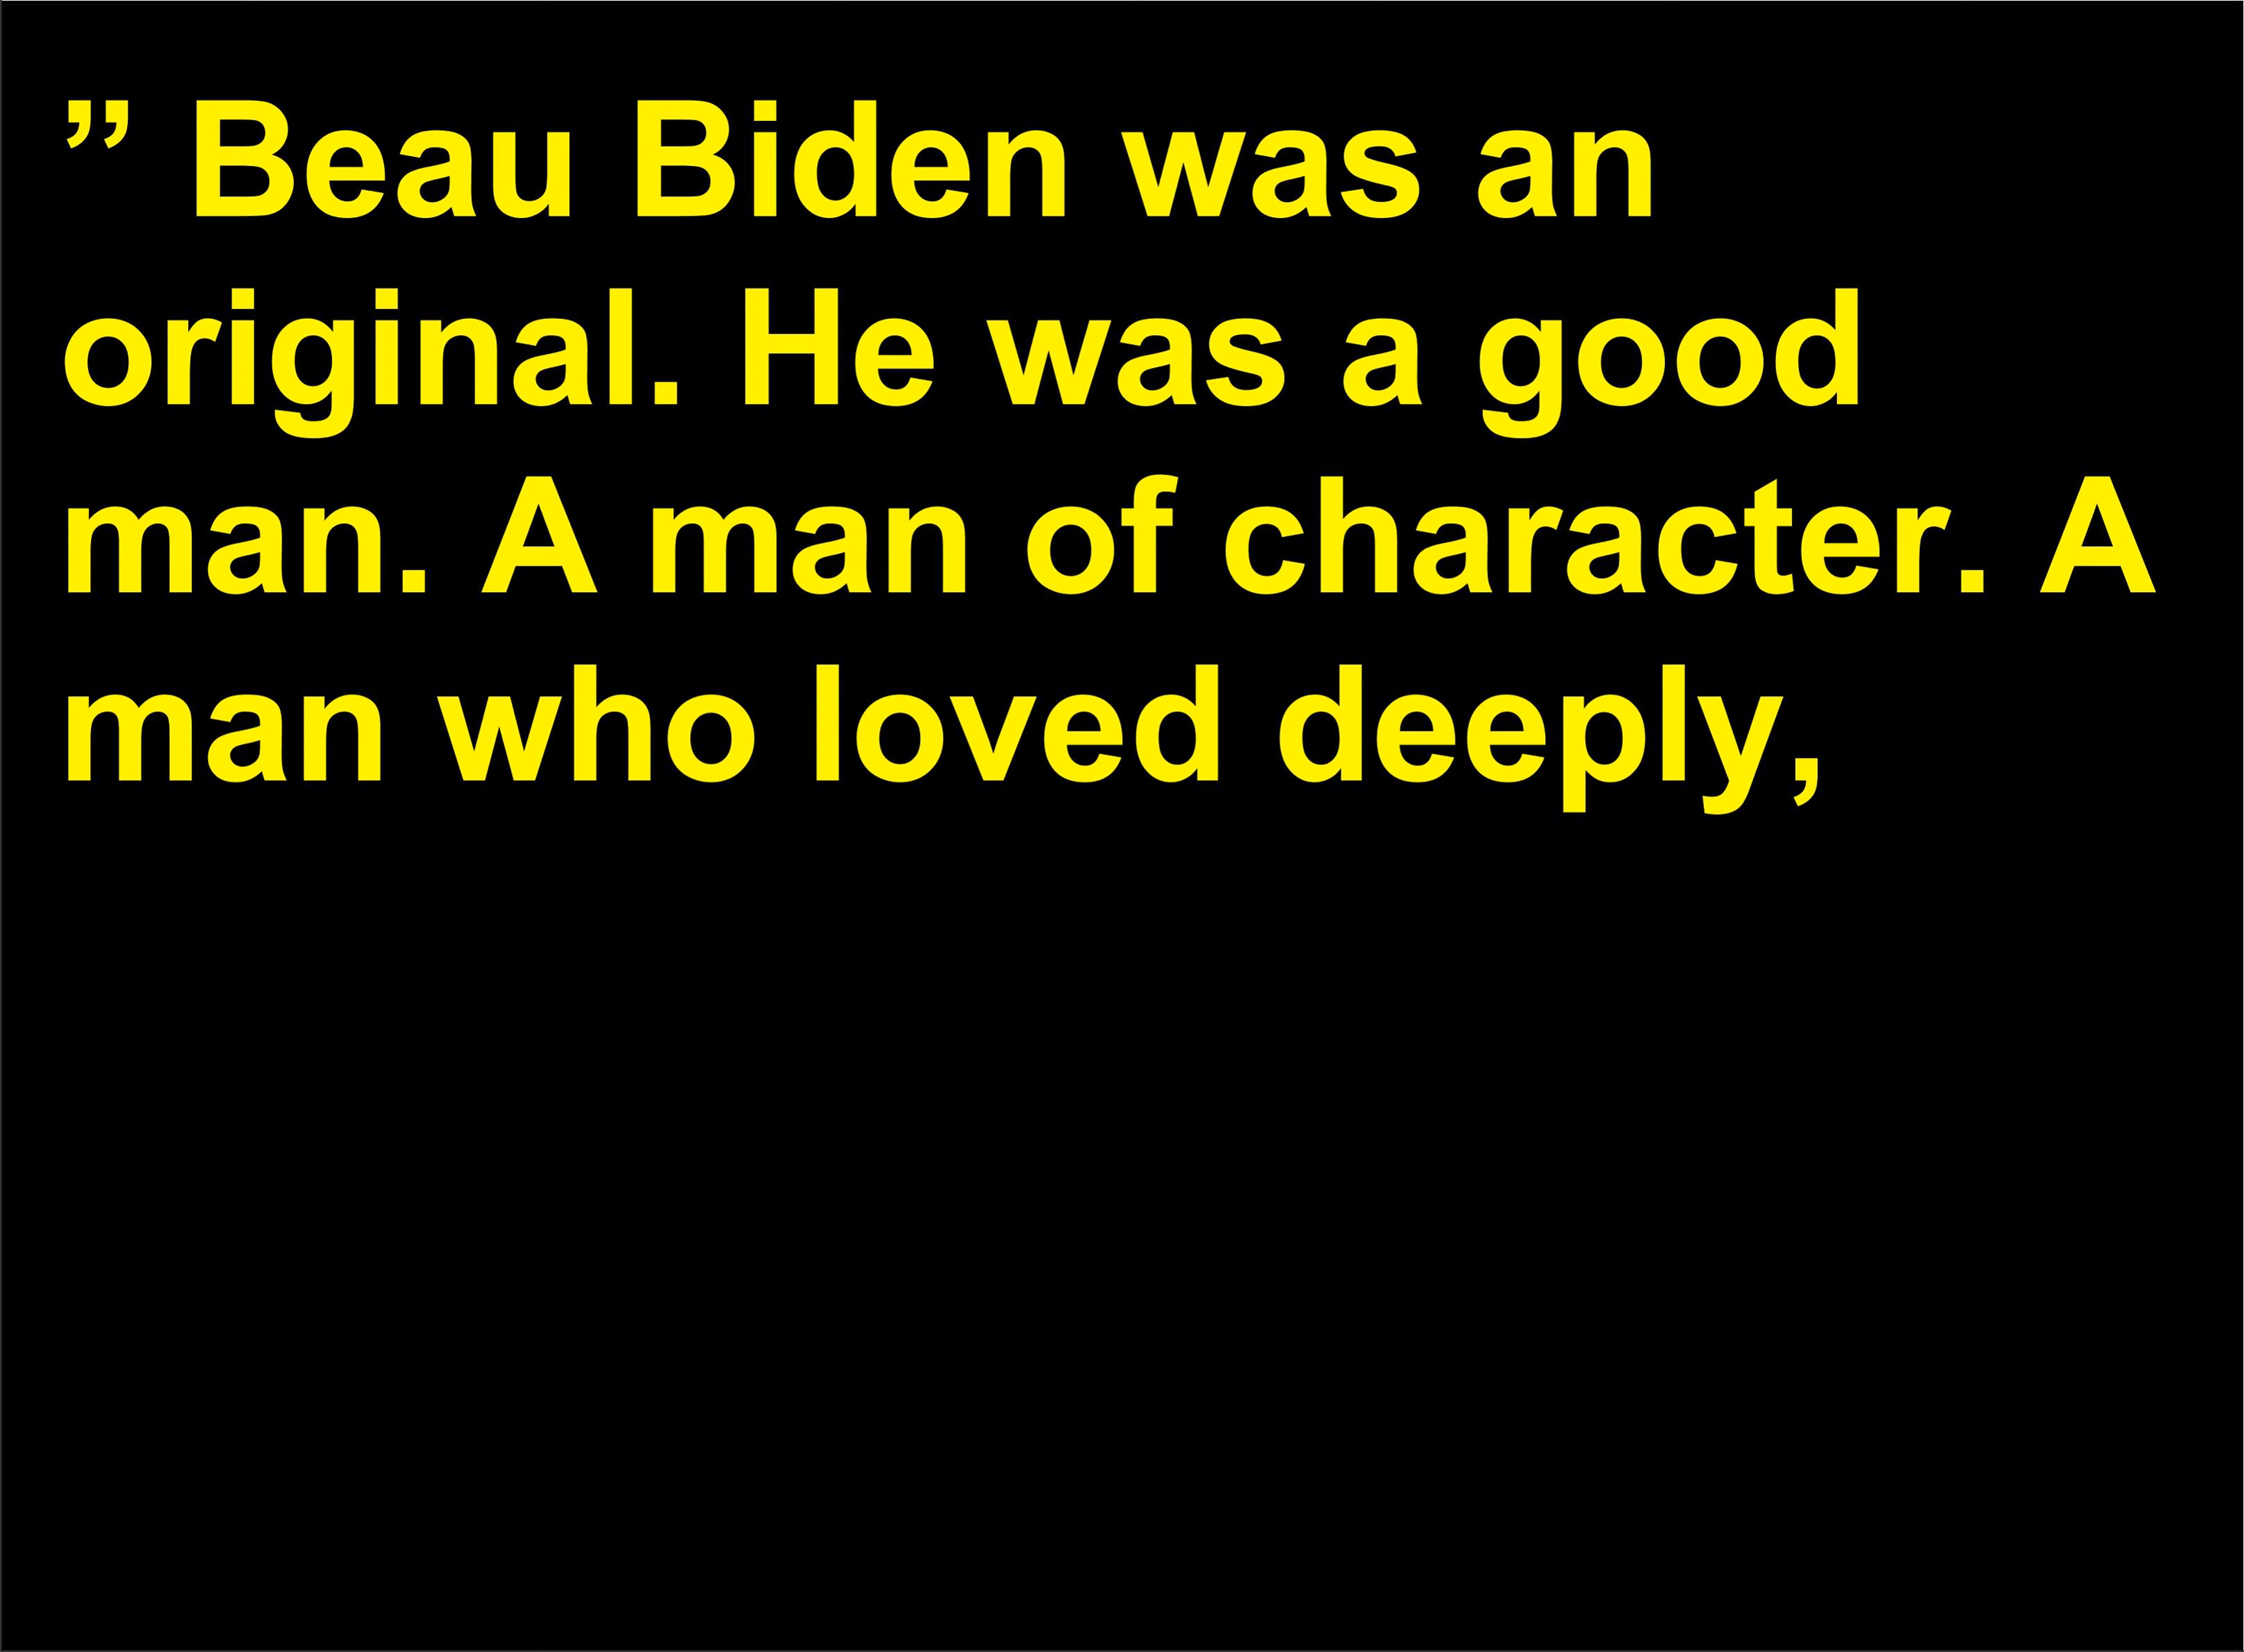 ” Beau Biden was an
original. He was a good
man. A man of character. A
man who loved deeply,